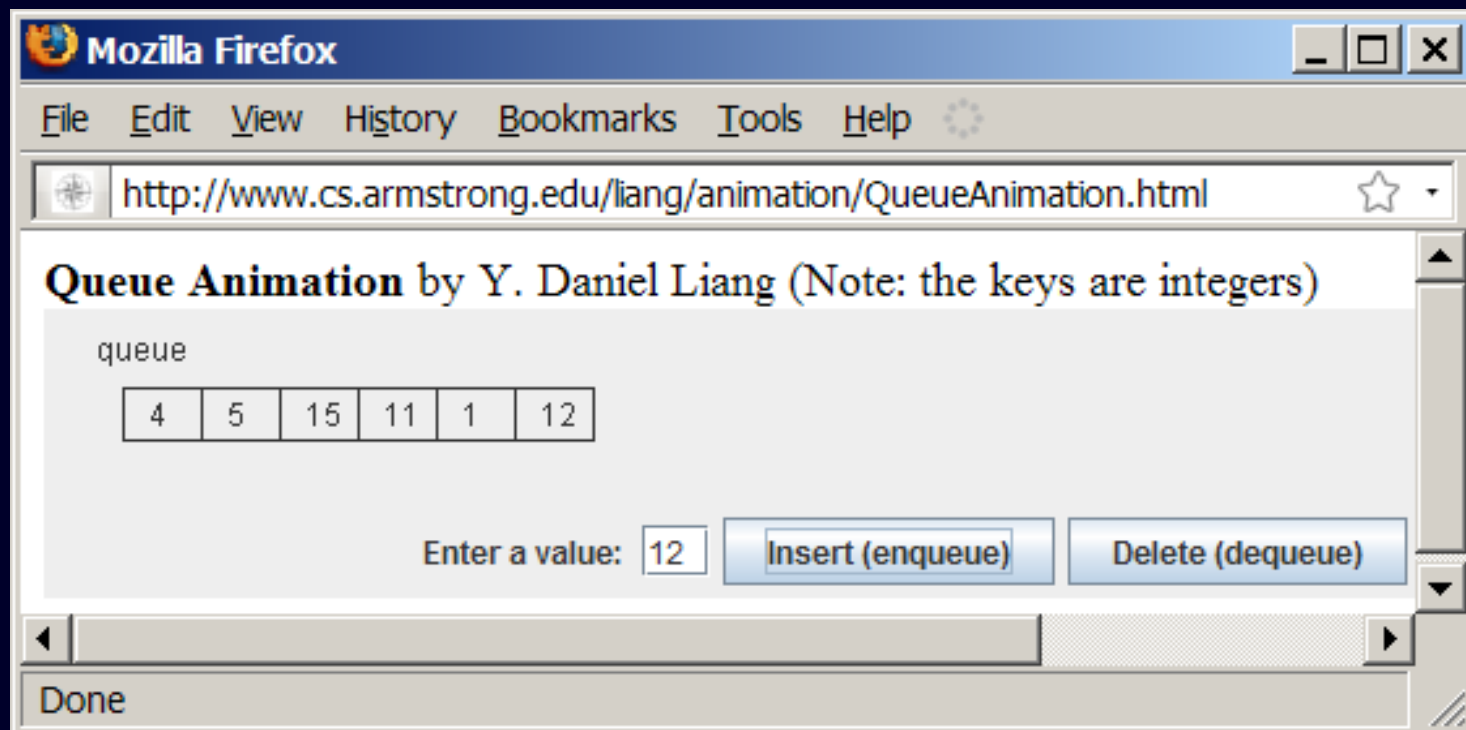 Mozilla Firefox
File Edit View History Bookmarks Tools Help
http://www.cs.armstrong.edu/liang/animation/QueueAnimation.html
Queue Animation by Y. Daniel Liang (Note: the keys are integers)
queue
4 5 15 11 1 12
Enter a value: 12 Insert (enqueue) Delete (dequeue)
Done